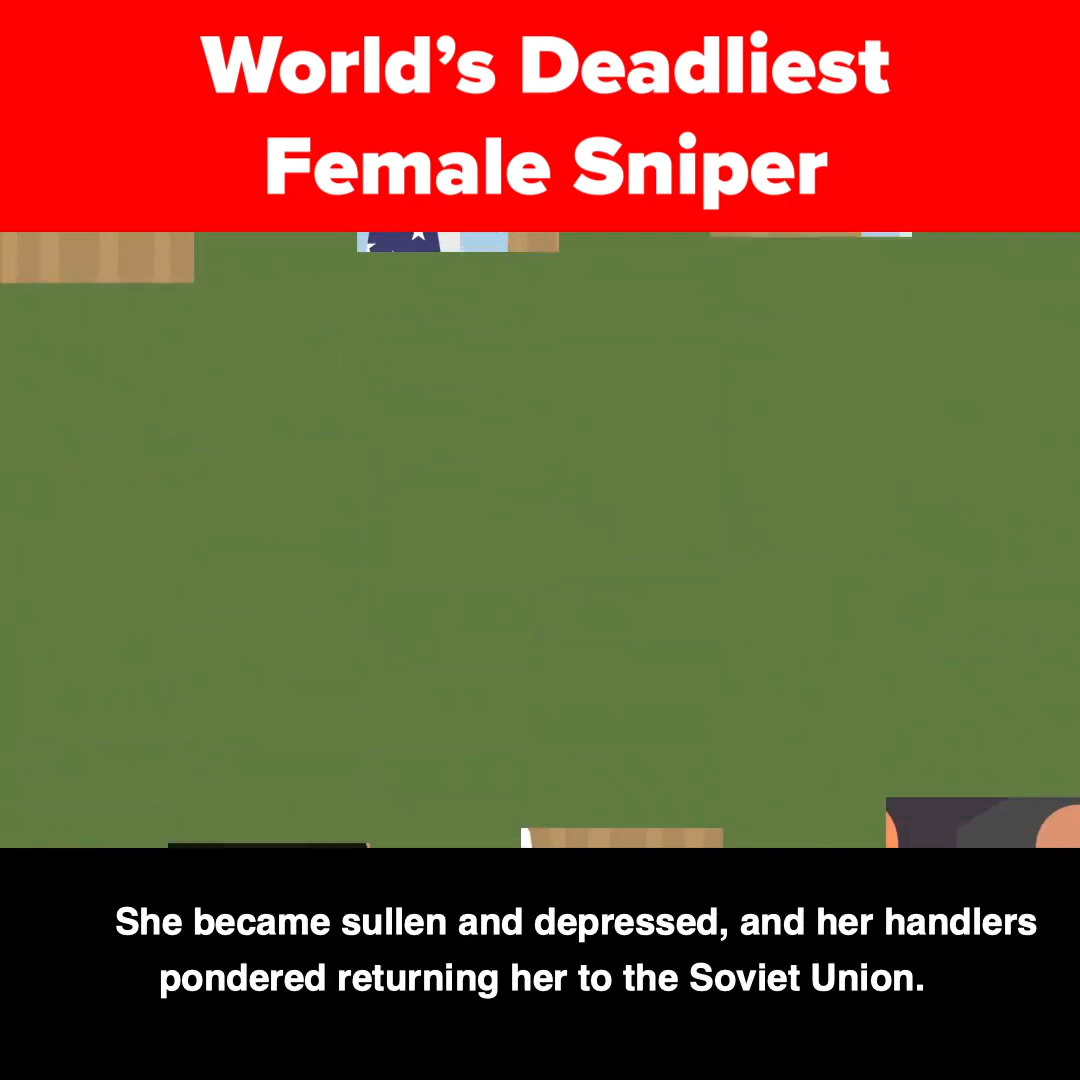 World’s Deadliest
Female Sniper
She became sullen and depressed, and her handlers
pondered returning her to the Soviet Union.